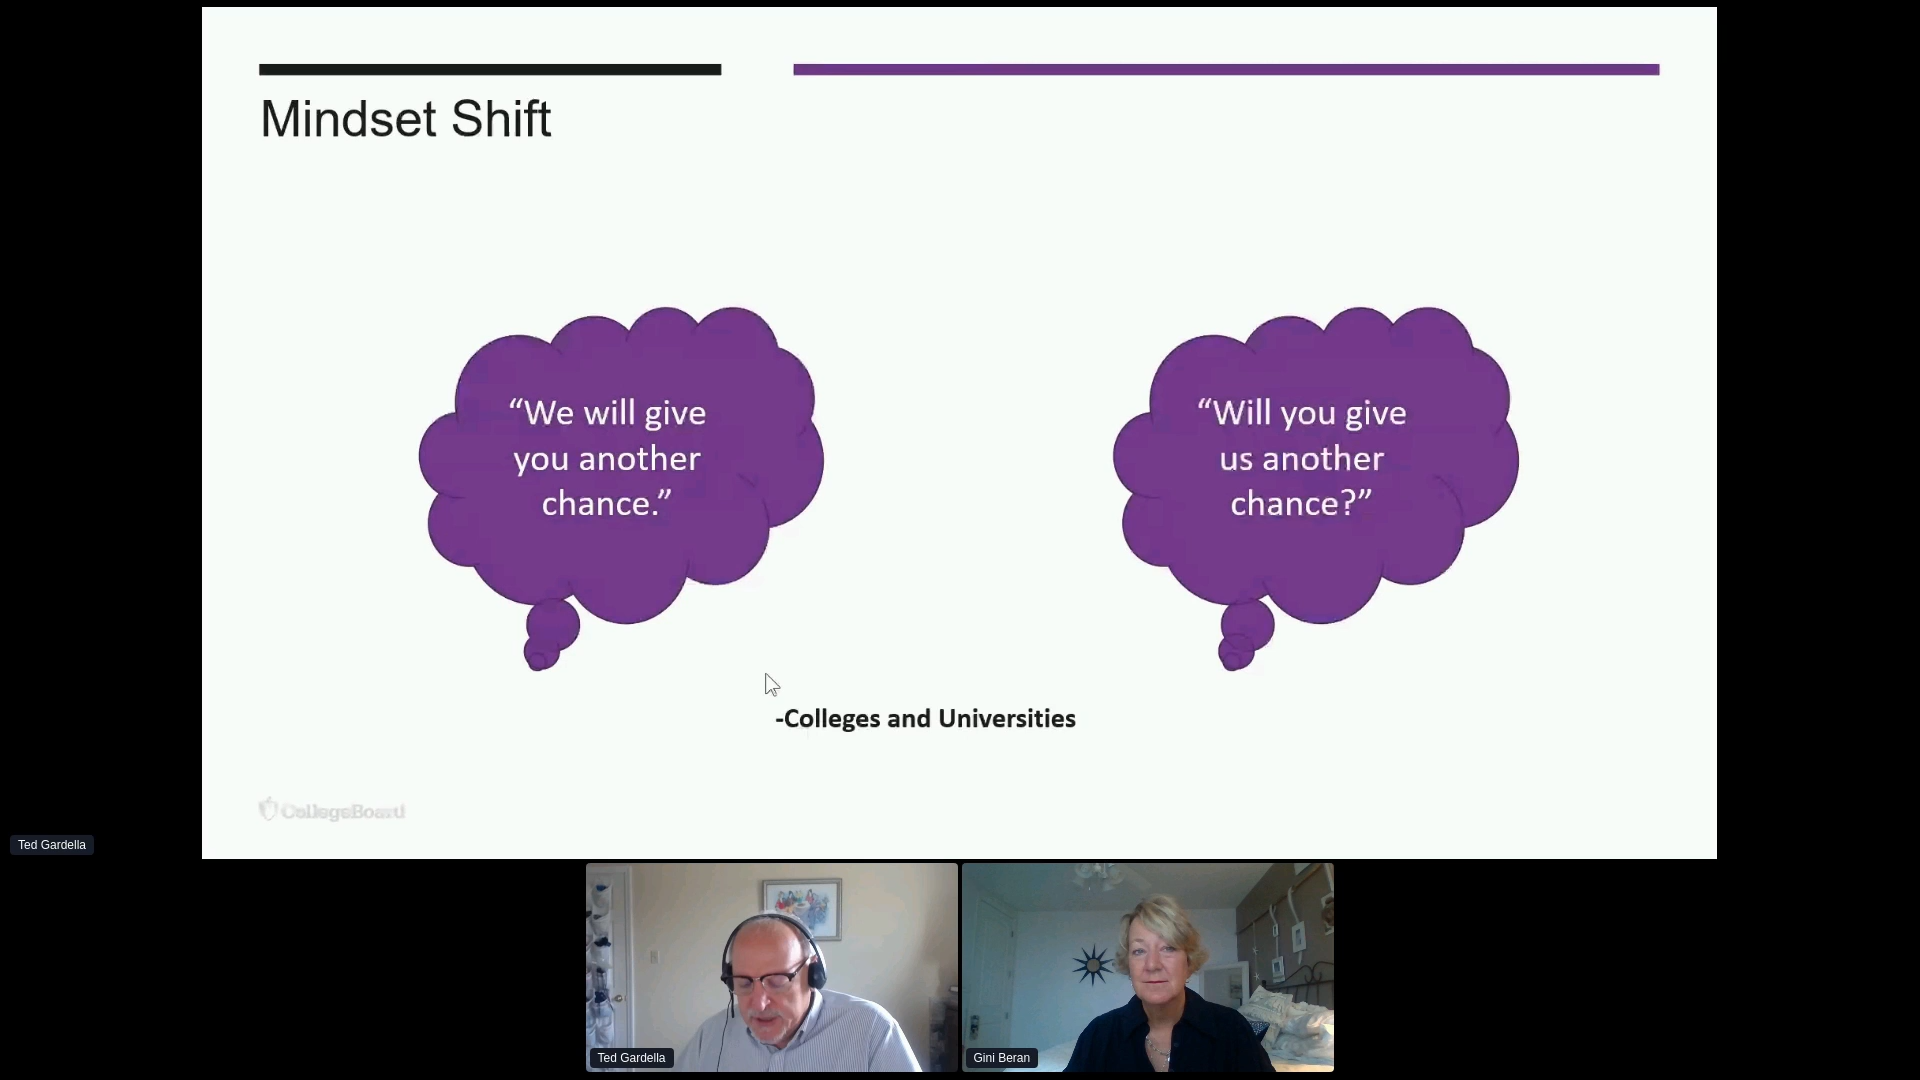 Mindset Shift
“We will give
you another
chance.”
“Will you give
us another
chance?”
-Colleges and Universities
CollegeBoard
Ted Gardella
Ted Gardella
Gini Beran